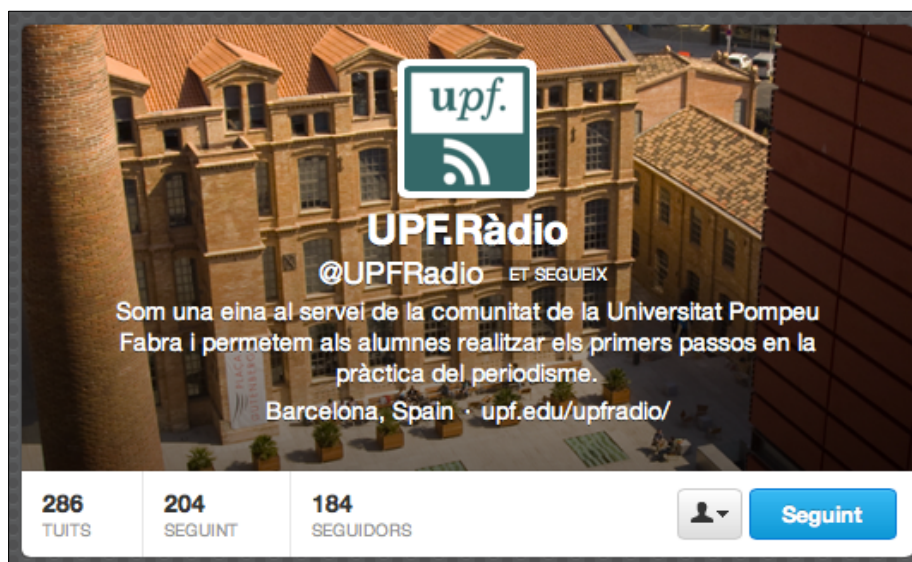 upf.
UPF.Ràdio
@UPFRadio ET SEGUEIX
Som una eina al servei de la comunitat de la Universitat Pompeu
Fabra i permetem als alumnes realitzar els primers passos en la
pràctica del periodisme.
Barcelona, Spain · upf.edu/upfradio/
286
TUITS
204
SEGUINT
184
SEGUIDORS
Seguint